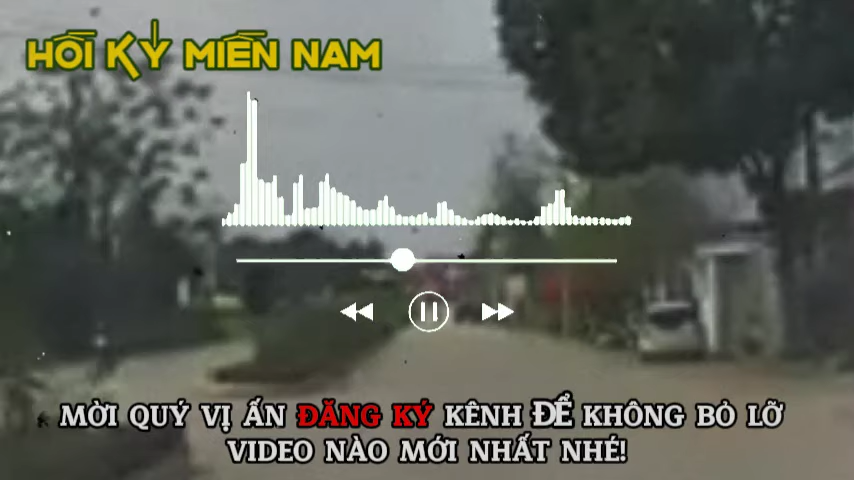 HỒI KÝ MIỀN NAM
MỜI QUÝ VỊ ẤN ĐĂNG KÝ KÊNH ĐỂ KHÔNG BỎ LỠ
VIDEO NÀO MỚI NHẤT NHÉ!